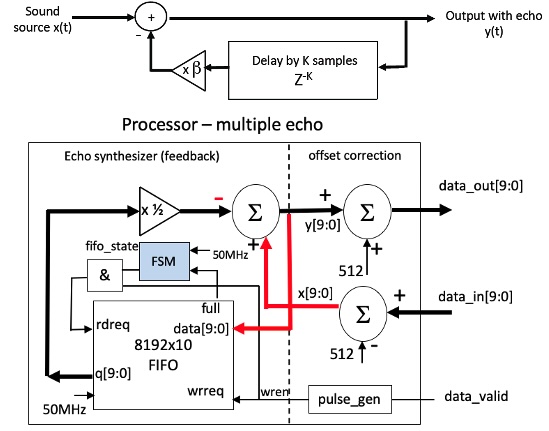 Sound
source x(t)
+
-
Output with echo
y(t)
x β
Delay by K samples
Z-K
Processor – multiple echo
Echo synthesizer (feedback)
offset correction
x ½
-
Σ
+
+
y[9:0]
Σ
+
512
data_out[9:0]
fifo_state
FSM
50MHz
&
full
x[9:0]
Σ
+
data_in[9:0]
512
-
rdreq
data[9:0]
8192x10
FIFO
q[9:0]
wrreq
wren
50MHz
pulse_gen
data_valid